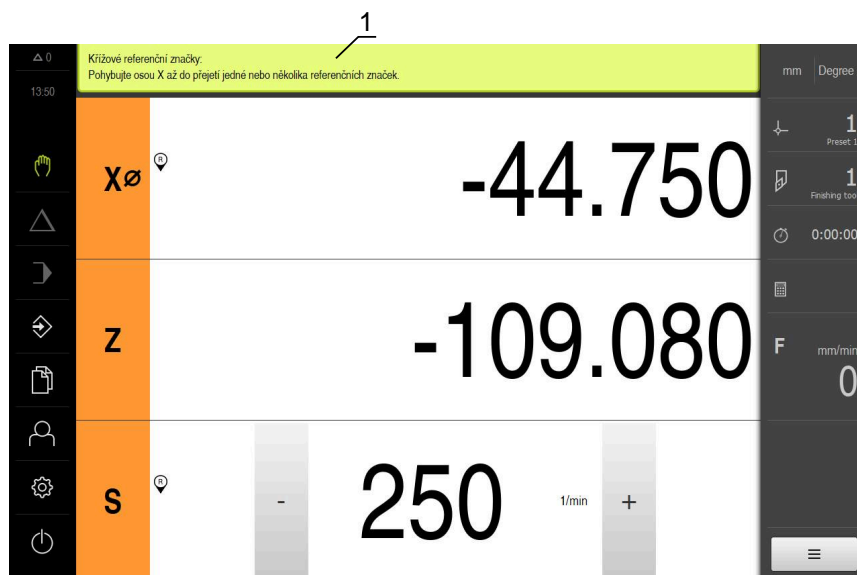 1
0
13:50
Křížové referenční značky:
Pohybujte osou X až do přejetí jedné nebo několika referenčních značek.
mm Degree
X⌀ R -44.750
1
Preset 1
1
Finishing too
0:00:00
Z -109.080
F mm/min
0
S R - 250 1/min +